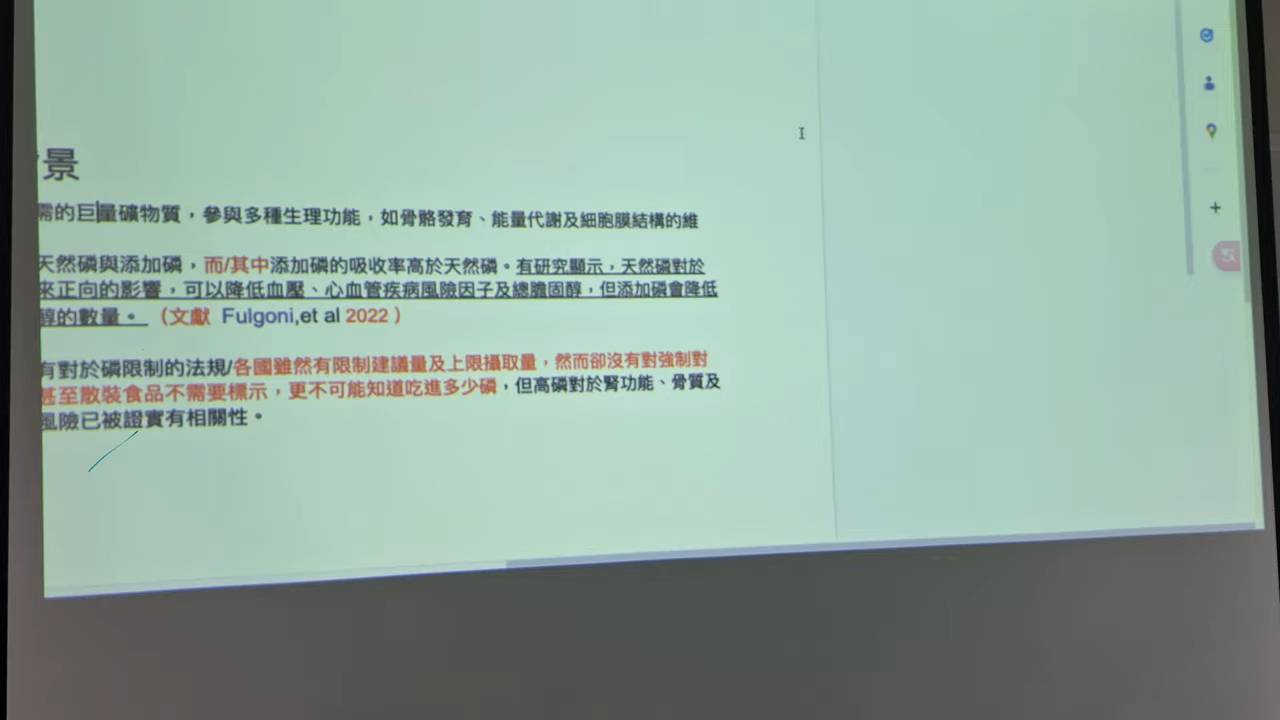 景
需的巨量礦物質，參與多種生理功能，如骨骼發育、能量代謝及細胞膜結構的維
天然磷與添加磷，而/其中添加磷的吸收率高於天然磷。有研究顯示，天然磷對於
來正向的影響，可以降低血壓、心血管疾病風險因子及總膽固醇，但添加磷會降低
醇的數量。（文獻 Fulgoni,et al 2022 ）
有對於磷限制的法規/各國雖然有限制建議量及上限攝取量，然而卻沒有對強制對
甚至散裝食品不需要標示，更不可能知道吃進多少磷，但高磷對於腎功能、骨質及
風險已被證實有相關性。